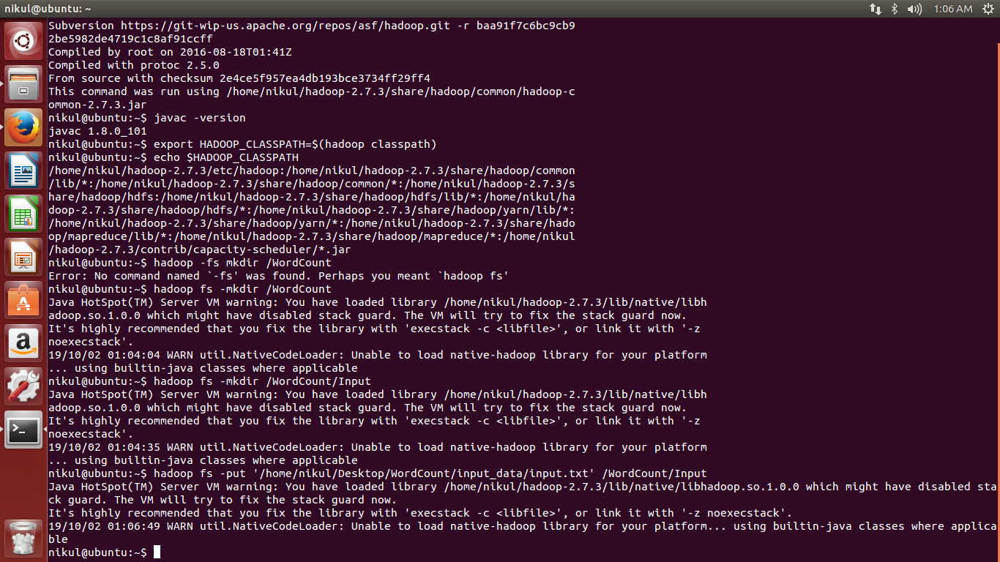 nikul@ubuntu: ~
1:06 AM
Subversion https://git-wip-us.apache.org/repos/asf/hadoop.git -r baa91f7c6bc9cb9
2be5982de4719c1c8af91ccff
Compiled by root on 2016-08-18T01:41Z
Compiled with protoc 2.5.0
From source with checksum 2e4ce5f957ea4db193bce3734ff29ff4
This command was run using /home/nikul/hadoop-2.7.3/share/hadoop/common/hadoop-c
ommon-2.7.3.jar
nikul@ubuntu:~$ javac -version
javac 1.8.0_101
nikul@ubuntu:~$ export HADOOP_CLASSPATH=$(hadoop classpath)
nikul@ubuntu:~$ echo $HADOOP_CLASSPATH
/home/nikul/hadoop-2.7.3/etc/hadoop:/home/nikul/hadoop-2.7.3/share/hadoop/common
/lib/*:/home/nikul/hadoop-2.7.3/share/hadoop/common/*:/home/nikul/hadoop-2.7.3/s
hare/hadoop/hdfs:/home/nikul/hadoop-2.7.3/share/hadoop/hdfs/lib/*:/home/nikul/ha
doop-2.7.3/share/hadoop/hdfs/*:/home/nikul/hadoop-2.7.3/share/hadoop/yarn/lib/*:
/home/nikul/hadoop-2.7.3/share/hadoop/yarn/*:/home/nikul/hadoop-2.7.3/share/hado
op/mapreduce/lib/*:/home/nikul/hadoop-2.7.3/share/hadoop/mapreduce/*:/home/nikul
/hadoop-2.7.3/contrib/capacity-scheduler/*.jar
nikul@ubuntu:~$ hadoop -fs mkdir /WordCount
Error: No command named `-fs' was found. Perhaps you meant `hadoop fs'
nikul@ubuntu:~$ hadoop fs -mkdir /WordCount
Java HotSpot(TM) Server VM warning: You have loaded library /home/nikul/hadoop-2.7.3/lib/native/libh
adoop.so.1.0.0 which might have disabled stack guard. The VM will try to fix the stack guard now.
It's highly recommended that you fix the library with 'execstack -c <libfile>', or link it with '-z
noexecstack'.
19/10/02 01:04:04 WARN util.NativeCodeLoader: Unable to load native-hadoop library for your platform
... using builtin-java classes where applicable
nikul@ubuntu:~$ hadoop fs -mkdir /WordCount/Input
Java HotSpot(TM) Server VM warning: You have loaded library /home/nikul/hadoop-2.7.3/lib/native/libh
adoop.so.1.0.0 which might have disabled stack guard. The VM will try to fix the stack guard now.
It's highly recommended that you fix the library with 'execstack -c <libfile>', or link it with '-z
noexecstack'.
19/10/02 01:04:35 WARN util.NativeCodeLoader: Unable to load native-hadoop library for your platform
... using builtin-java classes where applicable
nikul@ubuntu:~$ hadoop fs -put '/home/nikul/Desktop/WordCount/input_data/input.txt' /WordCount/Input
Java HotSpot(TM) Server VM warning: You have loaded library /home/nikul/hadoop-2.7.3/lib/native/libhadoop.so.1.0.0 which might have disabled sta
ck guard. The VM will try to fix the stack guard now.
It's highly recommended that you fix the library with 'execstack -c <libfile>', or link it with '-z noexecstack'.
19/10/02 01:06:49 WARN util.NativeCodeLoader: Unable to load native-hadoop library for your platform... using builtin-java classes where applica
ble
nikul@ubuntu:~$